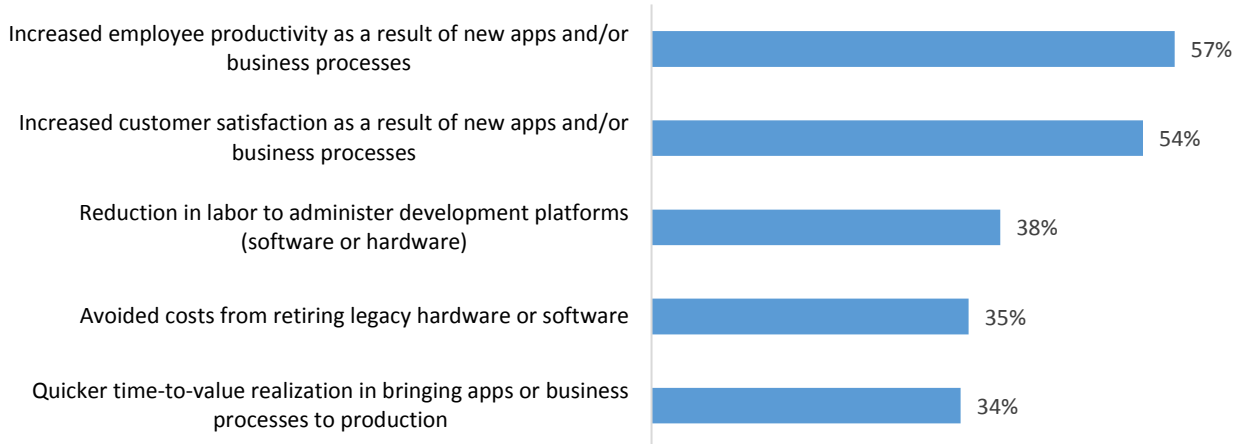 Increased employee productivity as a result of new apps and/or
business processes
57%
Increased customer satisfaction as a result of new apps and/or
business processes
54%
Reduction in labor to administer development platforms
(software or hardware)
38%
Avoided costs from retiring legacy hardware or software
35%
Quicker time-to-value realization in bringing apps or business
processes to production
34%